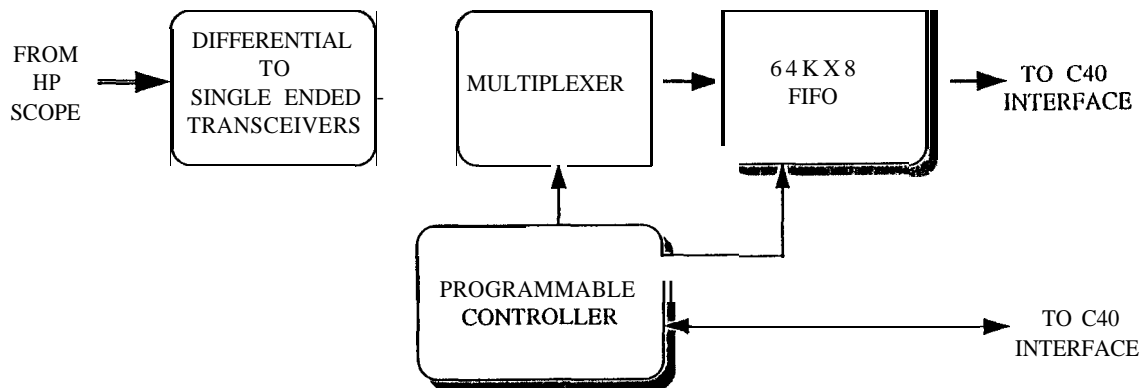 FROM
HP
SCOPE
DIFFERENTIAL
TO
SINGLE ENDED
TRANSCEIVERS
MULTIPLEXER
64KX8
FIFO
TO C40
INTERFACE
PROGRAMMABLE
CONTROLLER
TO C40
INTERFACE